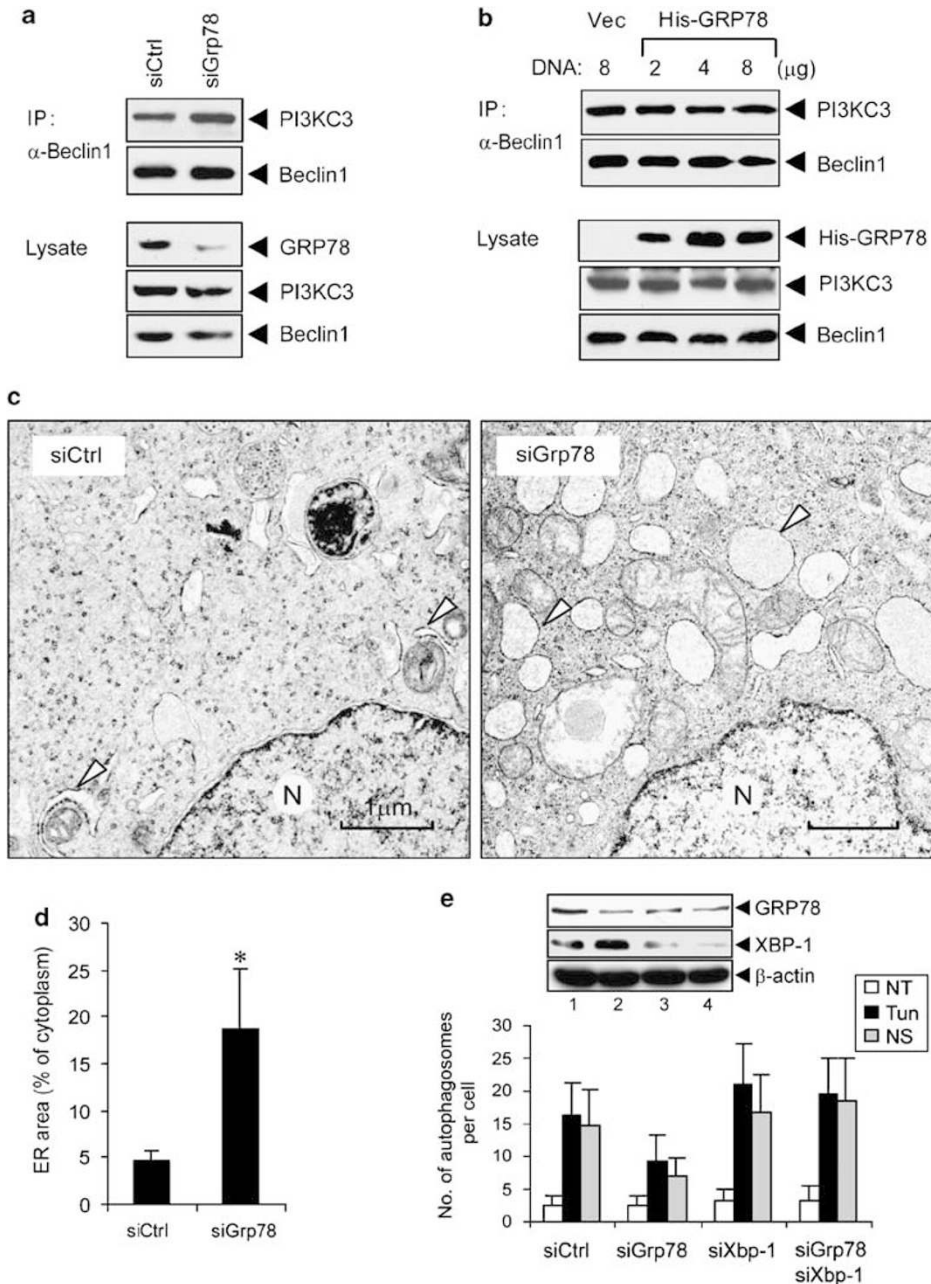 a
siCtrl
siGrp78
IP:
α-Beclin1
PI3KC3
Beclin1
Lysate
GRP78
PI3KC3
Beclin1
b
Vec
His-GRP78
DNA: 8 2 4 8 (μg)
IP:
α-Beclin1
PI3KC3
Beclin1
Lysate
His-GRP78
PI3KC3
Beclin1
c
siCtrl
N
1μm
siGrp78
N
d
ER area (% of cytoplasm)
30
25
20
15
10
5
0
*
siCtrl
siGrp78
e
GRP78
XBP-1
β-actin
1 2 3 4
NT
Tun
NS
No. of autophagosomes
per cell
30
25
20
15
10
5
0
siCtrl
siGrp78
siXbp-1
siGrp78
siXbp-1